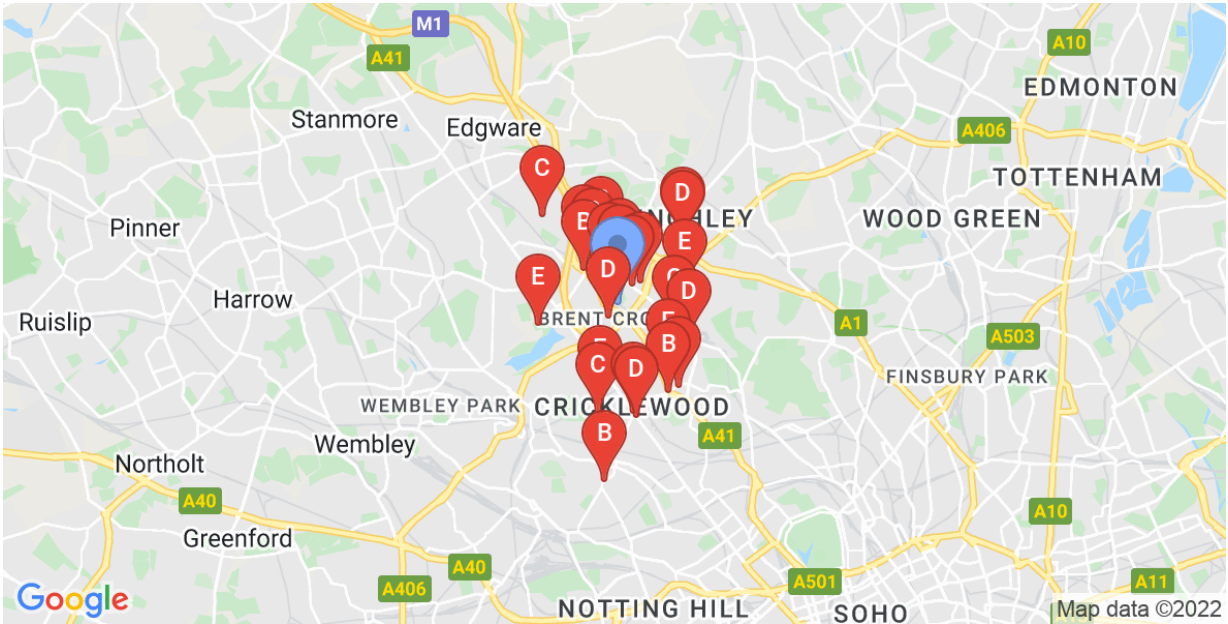 M1
A10
A41
EDMONTON
Stanmore
Edgware
A406
C
D
TOTTENHAM
B
NCHLEY
WOOD GREEN
Pinner
E
D
E
D
Harrow
BRENT CRO
Ruislip
A1
A503
B
C
D
FINSBURY PARK
WEMBLEY PARK
CRICKLEWOOD
B
A41
Wembley
Northolt
A40
A10
Greenford
A40
A406
A501
A11
Google
NOTTING HILL
SOHO
Map data ©2022